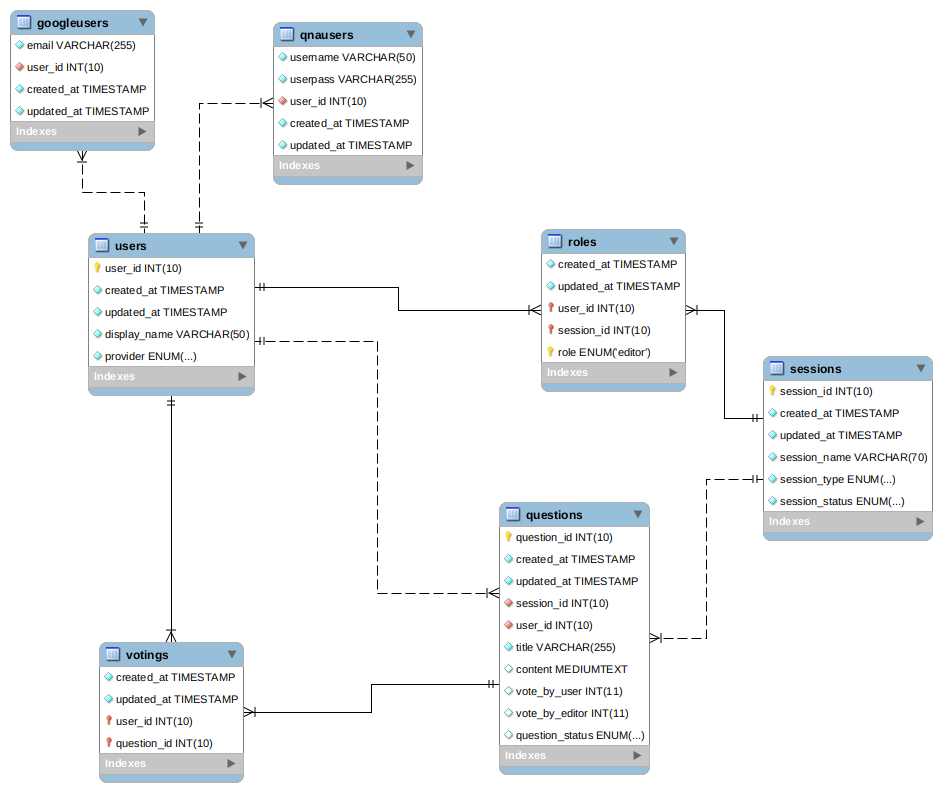 googleusers
email VARCHAR(255)
user_id INT(10)
created_at TIMESTAMP
updated_at TIMESTAMP
Indexes
qnausers
username VARCHAR(50)
userpass VARCHAR(255)
user_id INT(10)
created_at TIMESTAMP
updated_at TIMESTAMP
Indexes
users
user_id INT(10)
created_at TIMESTAMP
updated_at TIMESTAMP
display_name VARCHAR(50)
provider ENUM(...)
Indexes
roles
created_at TIMESTAMP
updated_at TIMESTAMP
user_id INT(10)
session_id INT(10)
role ENUM('editor')
Indexes
sessions
session_id INT(10)
created_at TIMESTAMP
updated_at TIMESTAMP
session_name VARCHAR(70)
session_type ENUM(...)
session_status ENUM(...)
Indexes
questions
question_id INT(10)
created_at TIMESTAMP
updated_at TIMESTAMP
session_id INT(10)
user_id INT(10)
title VARCHAR(255)
content MEDIUMTEXT
vote_by_user INT(11)
vote_by_editor INT(11)
question_status ENUM(...)
Indexes
votings
created_at TIMESTAMP
updated_at TIMESTAMP
user_id INT(10)
question_id INT(10)
Indexes